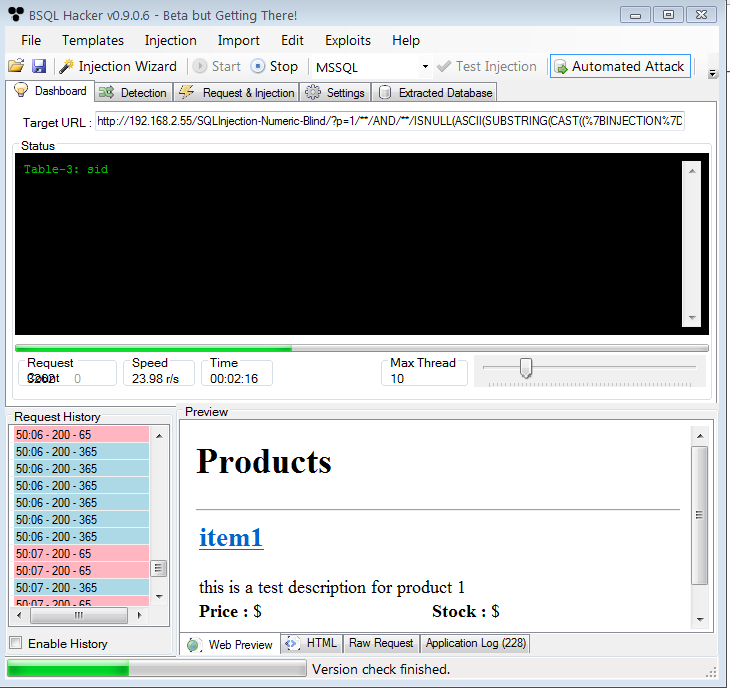 BSQL Hacker v0.9.0.6 - Beta but Getting There!
File Templates Injection Import Edit Exploits Help
Injection Wizard Start Stop MSSQL Test Injection Automated Attack
Dashboard Detection Request & Injection Settings Extracted Database
Target URL : http://192.168.2.55/SQLInjection-Numeric-Blind/?p=1/**/AND/**/ISNULL(ASCII(SUBSTRING(CAST((%7BINJECTION%7D
Status
Table-3: sid
Request Count 0
Speed
23.98 r/s
Time
00:02:16
Max Thread
10
Request History
50:06 - 200 - 65
50:06 - 200 - 365
50:06 - 200 - 365
50:06 - 200 - 365
50:06 - 200 - 365
50:06 - 200 - 365
50:06 - 200 - 365
50:07 - 200 - 65
50:07 - 200 - 65
50:07 - 200 - 365
50:07 - 200 - 65
Enable History
Preview
Products
item1
this is a test description for product 1
Price : $ Stock : $
Web Preview HTML Raw Request Application Log (228)
Version check finished.